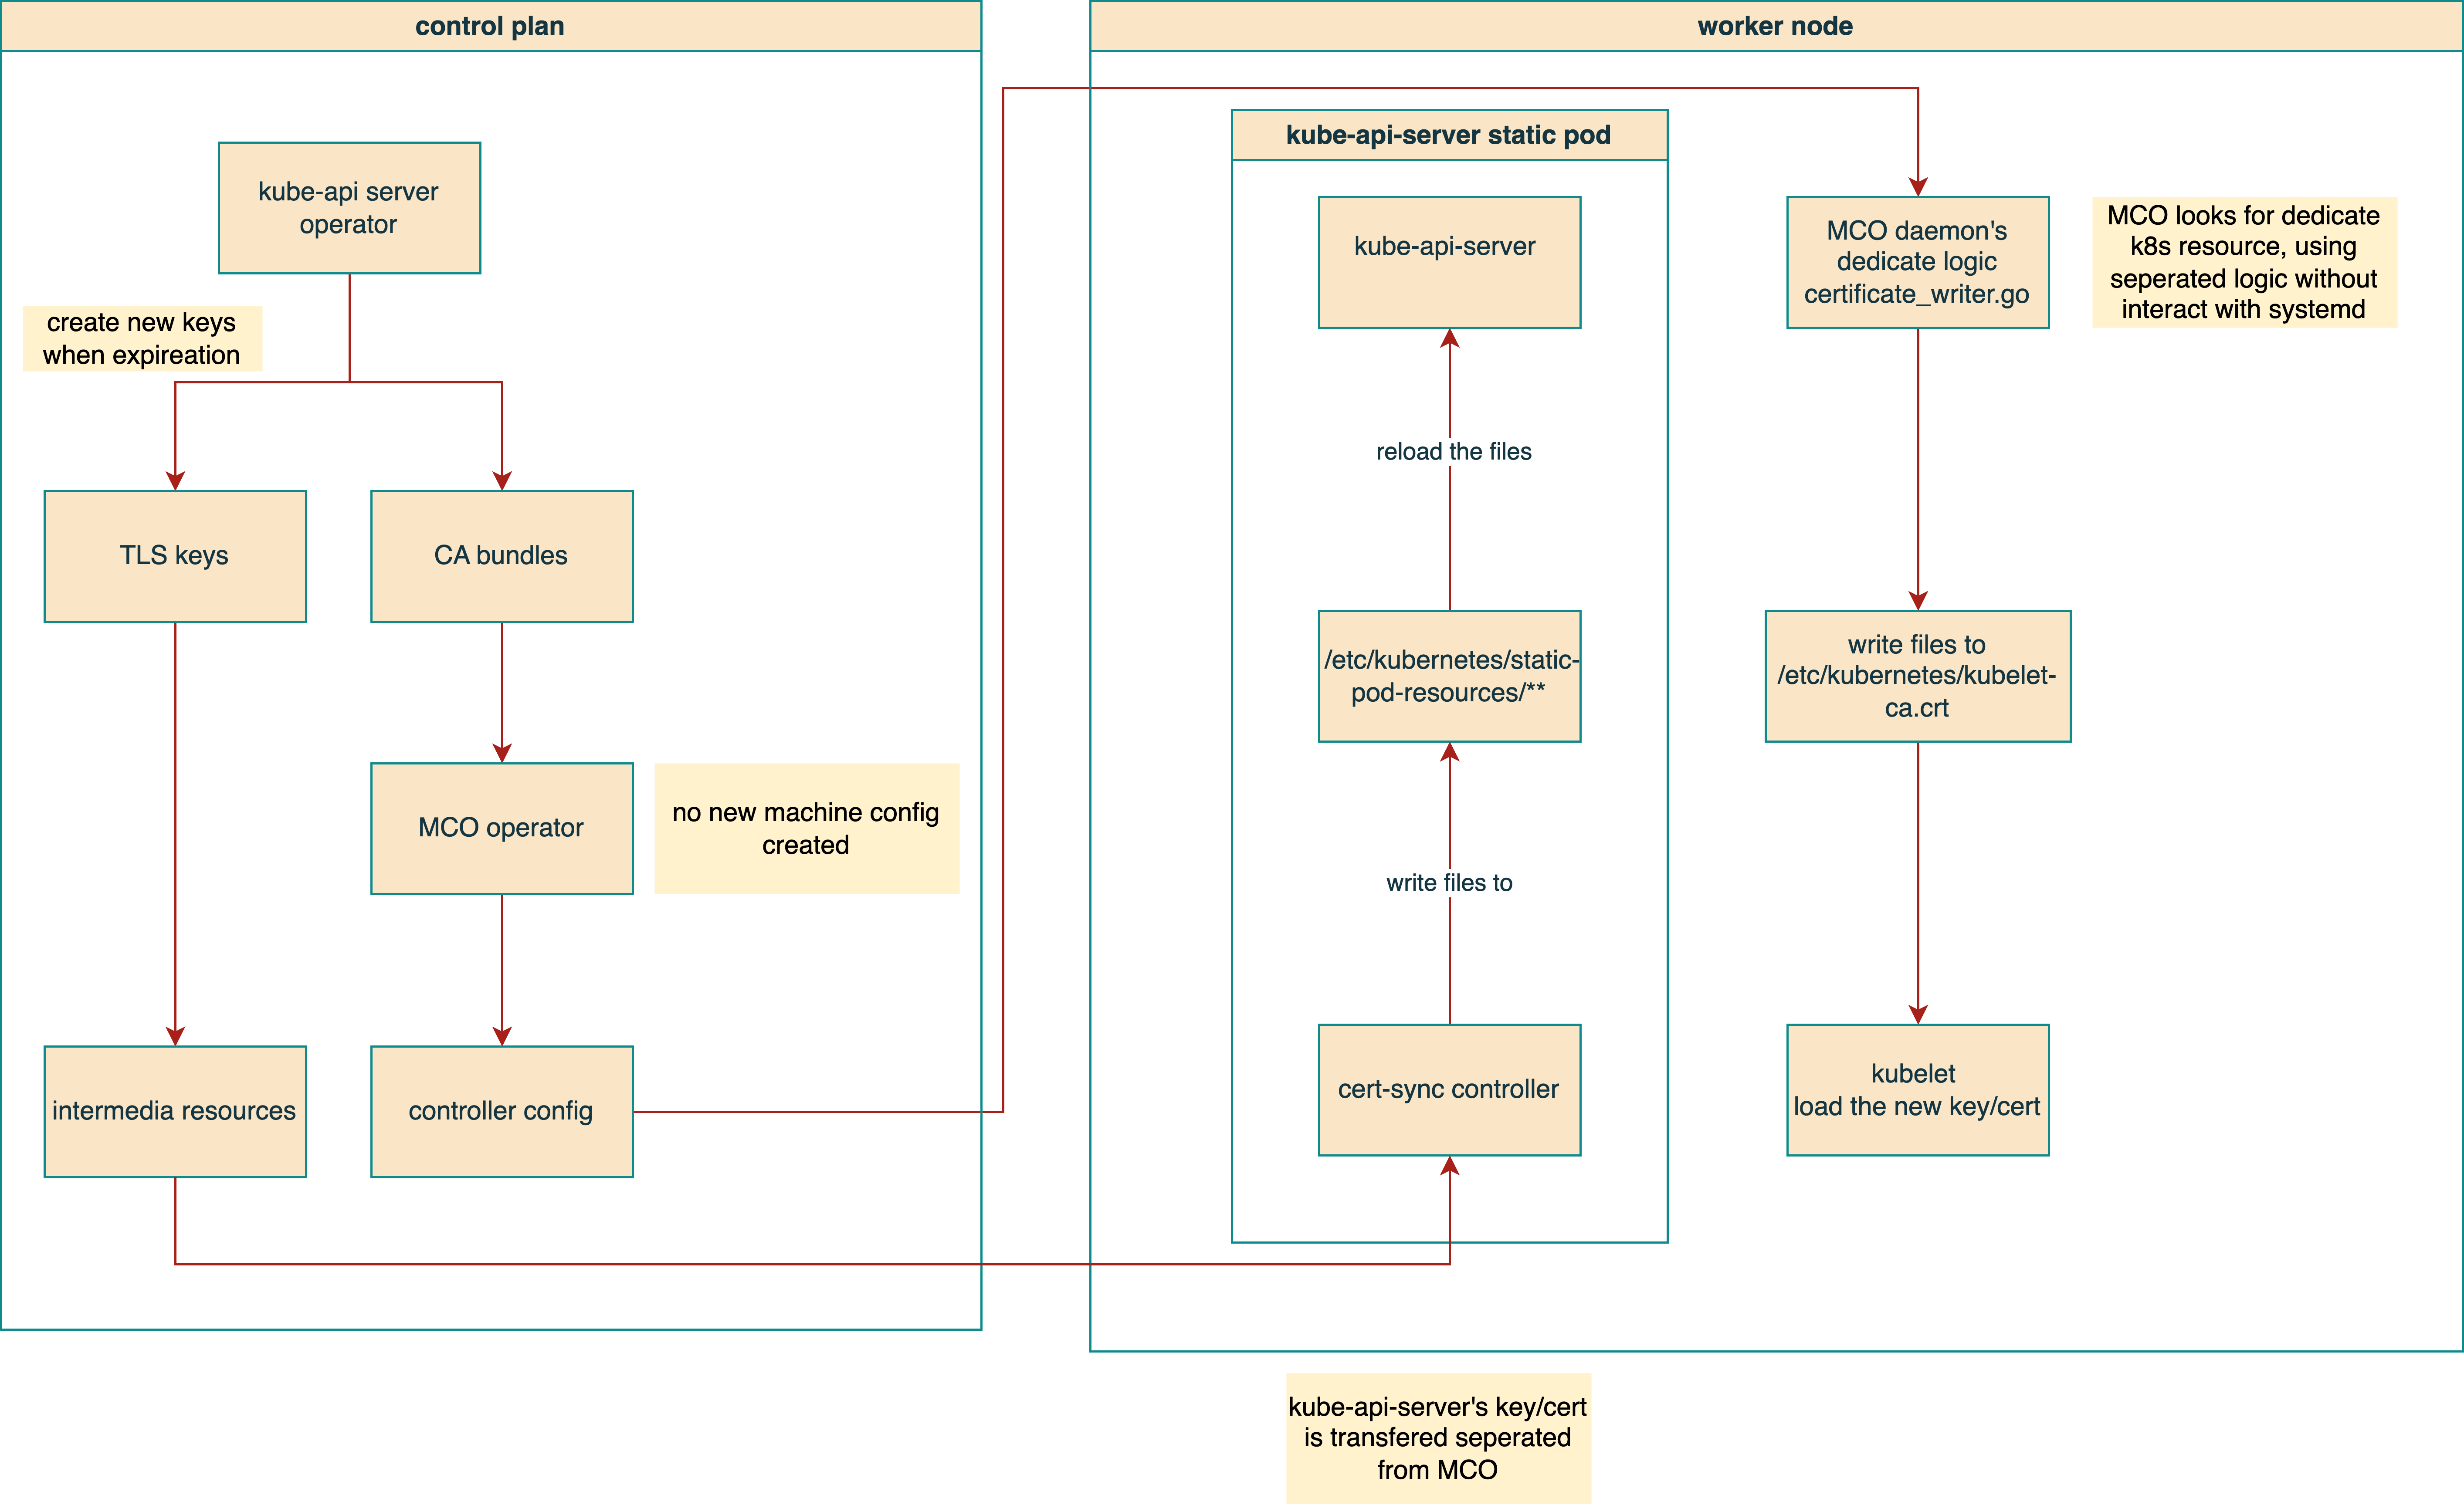 control plan
kube-api server
operator
create new keys
when expireation
TLS keys
CA bundles
MCO operator
no new machine config
created
intermedia resources
controller config
worker node
kube-api-server static pod
kube-api-server
reload the files
/etc/kubernetes/static-
pod-resources/**
write files to
cert-sync controller
MCO daemon's
dedicate logic
certificate_writer.go
MCO looks for dedicate
k8s resource, using
seperated logic without
interact with systemd
write files to
/etc/kubernetes/kubelet-
ca.crt
kubelet
load the new key/cert
kube-api-server's key/cert
is transfered seperated
from MCO